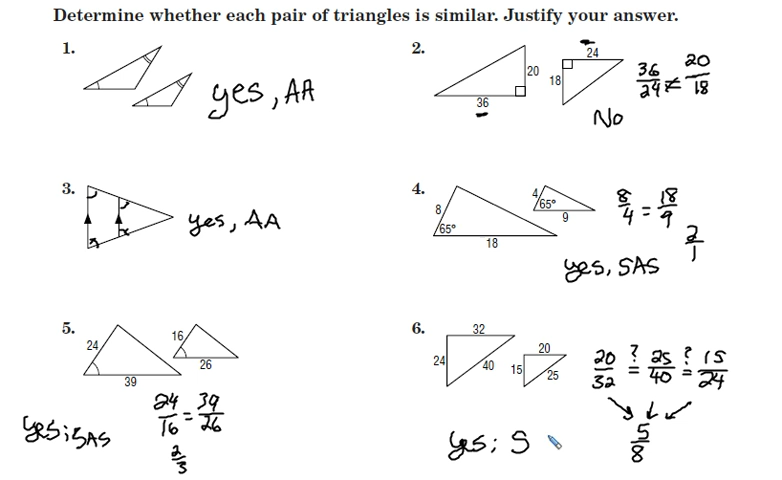 Determine whether each pair of triangles is similar. Justify your answer.
1.
yes, AA
2.
36
20
24
18
36/24 ≠ 20/18
No
3.
yes, AA
4.
8
65°
18
4
65°
9
8/4 = 18/9
2/1
yes, SAS
5.
24
39
16
26
24/16 = 39/26
2/3
yes; SAS
6.
32
24
40
20
15
25
20/32 ?= 25/40 ?= 15/24
5/8
yes; S